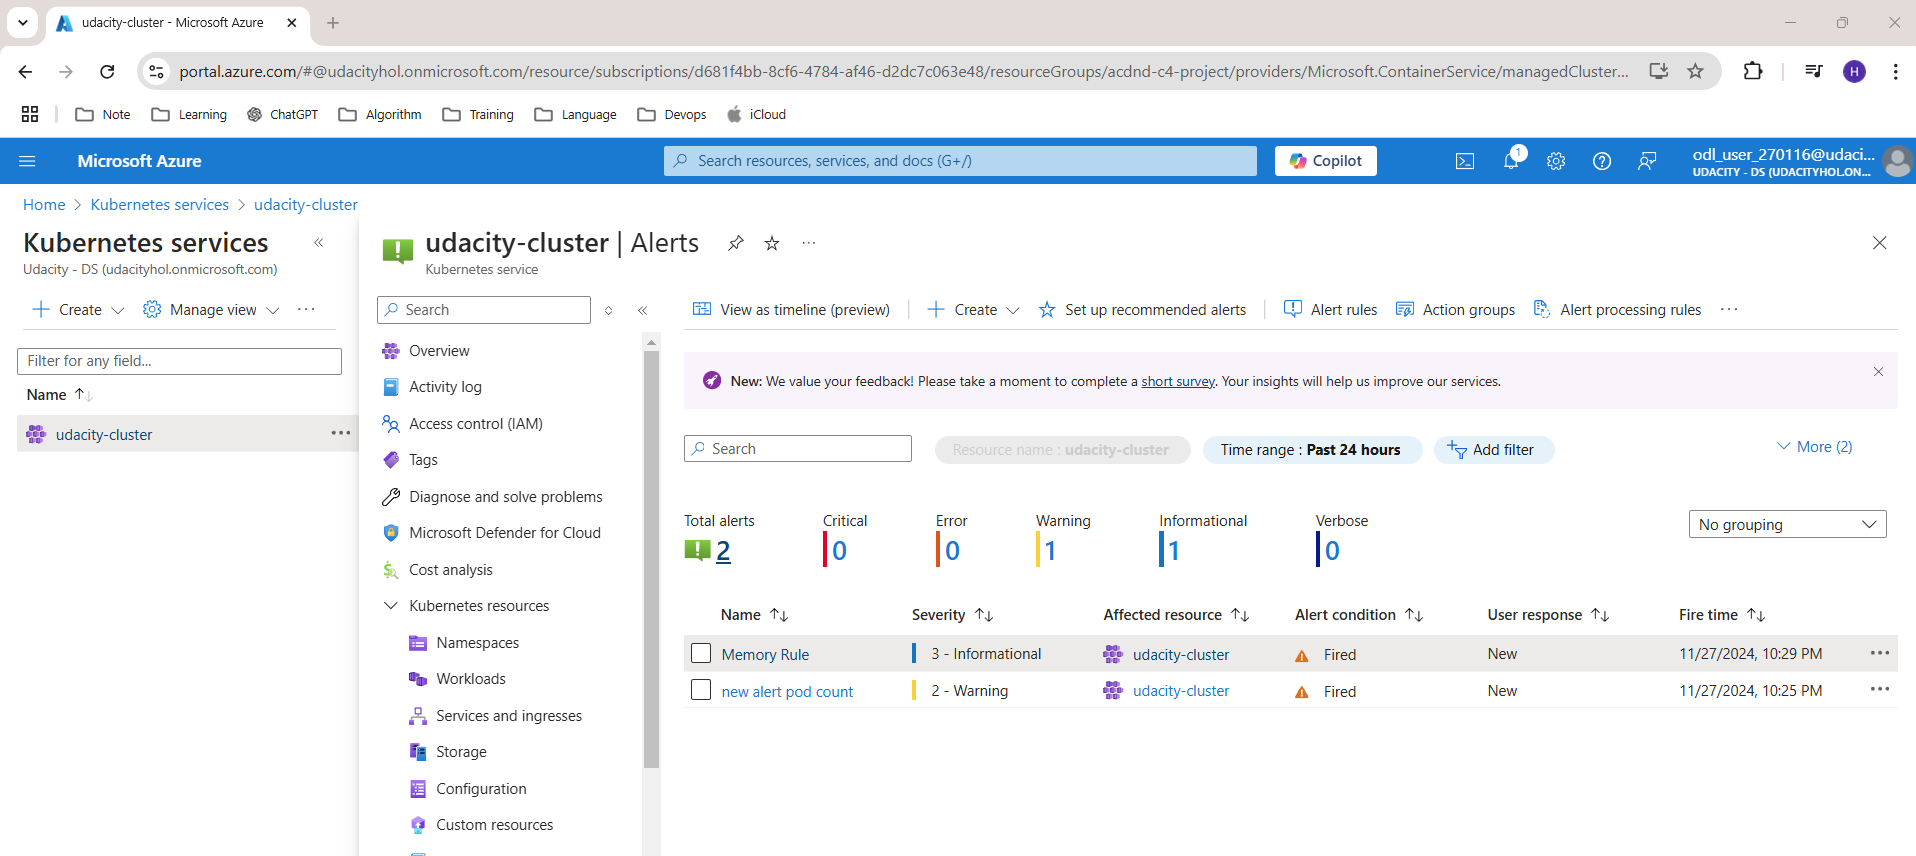 udacity-cluster - Microsoft Azure
portal.azure.com/#@udacityhol.onmicrosoft.com/resource/subscriptions/d681f4bb-8cf6-4784-af46-d2dc7c063e48/resourceGroups/acdnd-c4-project/providers/Microsoft.ContainerService/managedCluster...
H
Note Learning ChatGPT Algorithm Training Language Devops iCloud
Microsoft Azure
Search resources, services, and docs (G+/)
Copilot
1
odl_user_270116@udaci...
UDACITY - DS (UDACITYHOL.ON...
Home > Kubernetes services > udacity-cluster
Kubernetes services
Udacity - DS (udacityhol.onmicrosoft.com)
Create Manage view ...
Filter for any field...
Name
udacity-cluster ...
udacity-cluster | Alerts ...
Kubernetes service
Search
Overview
Activity log
Access control (IAM)
Tags
Diagnose and solve problems
Microsoft Defender for Cloud
Cost analysis
Kubernetes resources
Namespaces
Workloads
Services and ingresses
Storage
Configuration
Custom resources
View as timeline (preview) Create Set up recommended alerts Alert rules Action groups Alert processing rules ...
New: We value your feedback! Please take a moment to complete a short survey. Your insights will help us improve our services.
Search
Resource name : udacity-cluster
Time range : Past 24 hours
Add filter
More (2)
Total alerts Critical Error Warning Informational Verbose
2 0 0 1 1 0
No grouping
Name Severity Affected resource Alert condition User response Fire time
Memory Rule 3 - Informational udacity-cluster Fired New 11/27/2024, 10:29 PM ...
new alert pod count 2 - Warning udacity-cluster Fired New 11/27/2024, 10:25 PM ...